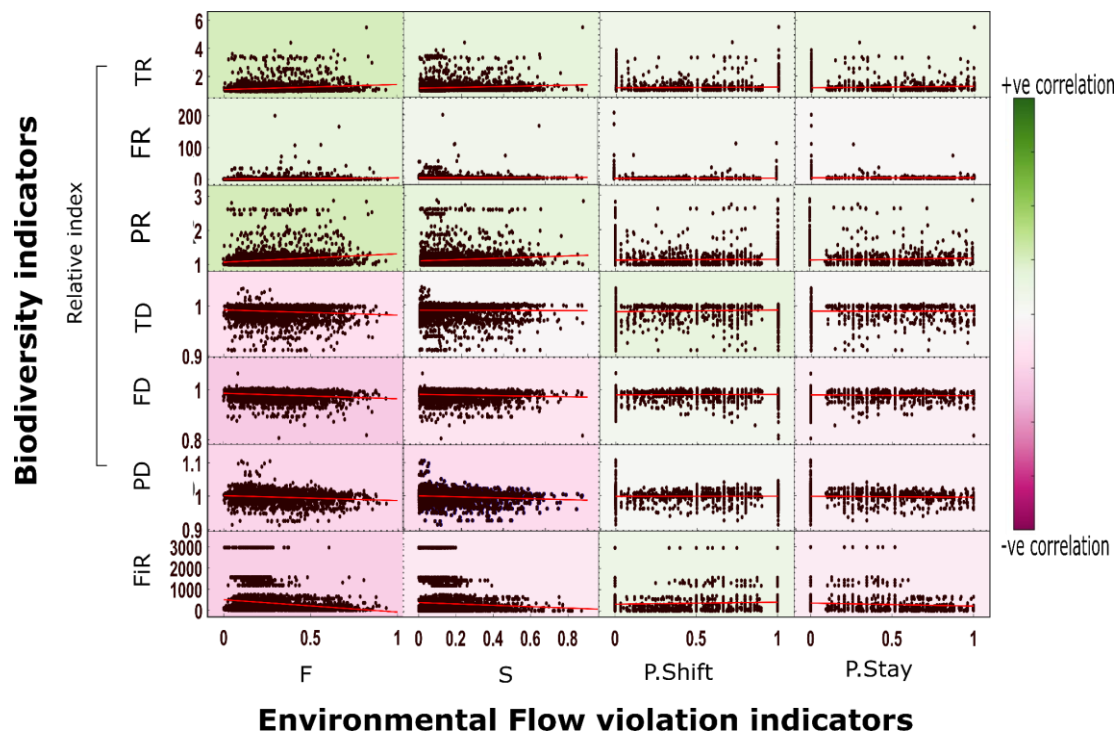 Biodiversity indicators
Relative index
TR
6
4
2
FR
200
100
0
PR
3
2
1
TD
1
0.9
FD
1
0.8
PD
1.10
1
0.9
FiR
3000
2000
1000
0
0 0.5 1
0 0.2 0.4 0.6 0.8
0 0.5 1
0 0.5 1
F S P.Shift P.Stay
Environmental Flow violation indicators
+ve correlation
-ve correlation